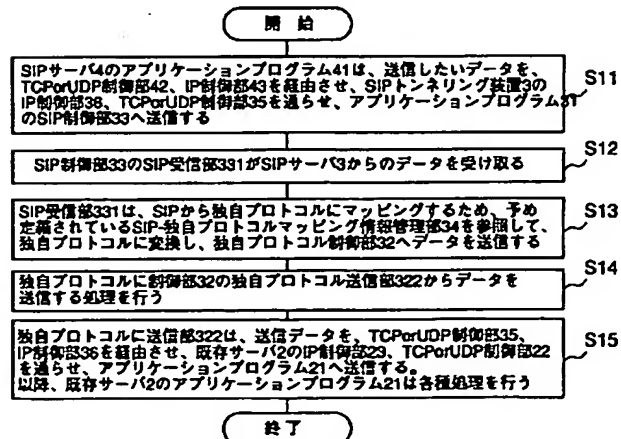 開 始
SIPサーバ4のアプリケーションプログラム41は、送信したいデータを、
TCPorUDP制御部42、IP制御部43を経由させ、SIPトンネリング装置3の
IP制御部36、TCPorUDP制御部35を通らせ、アプリケーションプログラム31
のSIP制御部33へ送信する
S11
SIP制御部33のSIP受信部331がSIPサーバ3からのデータを受け取る
S12
SIP受信部331は、SIPから独自プロトコルにマッピングするため、予め
定義されているSIP-独自プロトコルマッピング情報管理部34を参照して、
独自プロトコルに変換し、独自プロトコル制御部32へデータを送信する
S13
独自プロトコルに制御部32の独自プロトコル送信部322からデータを
送信する処理を行う
S14
独自プロトコルに送信部322は、送信データを、TCPorUDP制御部35、
IP制御部36を経由させ、既存サーバ2のIP制御部23、TCPorUDP制御部22
を通らせ、アプリケーションプログラム21へ送信する。
以降、既存サーバ2のアプリケーションプログラム21は各種処理を行う
S15
終 了